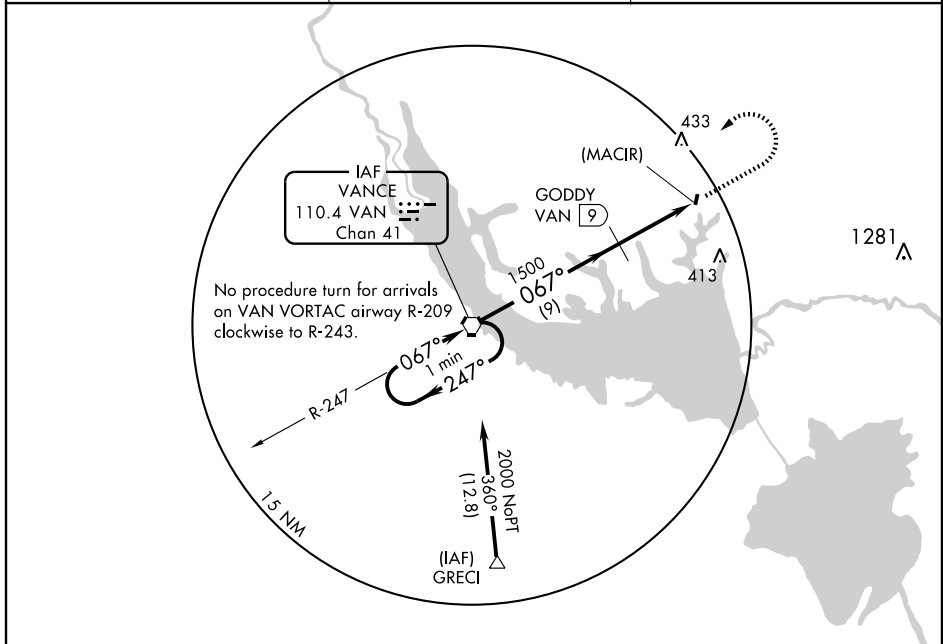 433
(MACIR)
IAF
VANCE
110.4 VAN
Chan 41
GODDY
VAN 9
1281
413
1500
067°
(9)
No procedure turn for arrivals
on VAN VORTAC airway R-209
clockwise to R-243.
067°
1 min
247°
R-247
2000 NoPT
360°
(12.8)
15 NM
(IAF)
GRECI